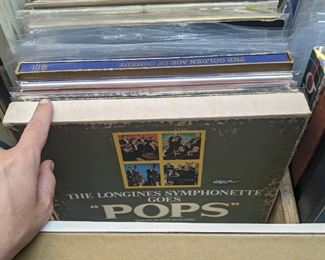 THE GOLDEN AGE OF COMEDY
THE LONGINES SYMPHONETTE
GOES
"POPS"